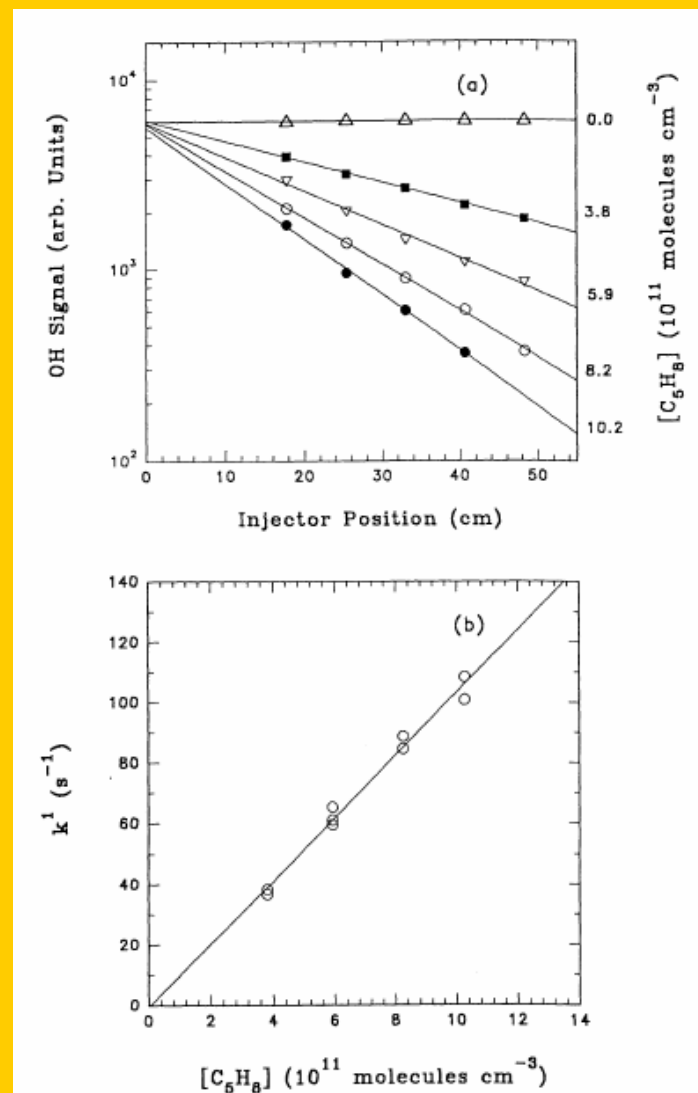 (a)
10⁴
10³
10²
OH Signal (arb. Units)
0.0
3.8
5.9
8.2
10.2
[C₅H₈] (10¹¹ molecules cm⁻³)
0 10 20 30 40 50
Injector Position (cm)
(b)
140
120
100
80
60
40
20
0
k¹ (s⁻¹)
0 2 4 6 8 10 12 14
[C₅H₈] (10¹¹ molecules cm⁻³)